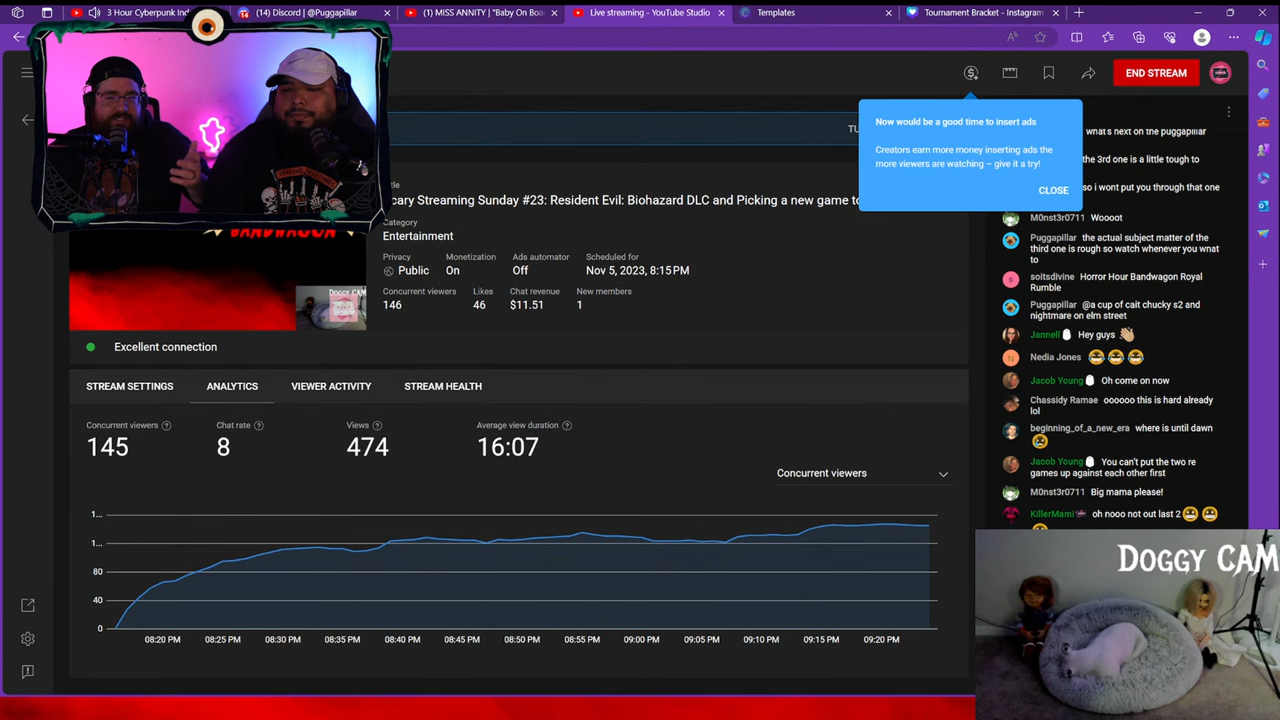 3 Hour Cyberpunk Ind
(14) Discord | @Puggapillar
(1) MISS ANNITY | "Baby On Boa
Live streaming - YouTube Studio
Templates
Tournament Bracket - Instagram
END STREAM
Now would be a good time to insert ads
Creators earn more money inserting ads the
more viewers are watching – give it a try!
CLOSE
TU
cary Streaming Sunday #23: Resident Evil: Biohazard DLC and Picking a new game to
Category
Entertainment
Privacy Monetization Ads automator Scheduled for
Public On Off Nov 5, 2023, 8:15 PM
Concurrent viewers Likes Chat revenue New members
146 46 $11.51 1
BANDWAGON
DOGGY CAM
Excellent connection
STREAM SETTINGS ANALYTICS VIEWER ACTIVITY STREAM HEALTH
Concurrent viewers Chat rate Views Average view duration
145 8 474 16:07
Concurrent viewers
1...
1...
80
40
0
08:20 PM 08:25 PM 08:30 PM 08:35 PM 08:40 PM 08:45 PM 08:50 PM 08:55 PM 09:00 PM 09:05 PM 09:10 PM 09:15 PM 09:20 PM
what's next on the puggapillar
the 3rd one is a little tough to
so i wont put you through that one
M0nst3r0711 Woooot
Puggapillar the actual subject matter of the
third one is rough so watch whenever you wnat
to
soitsdivine Horror Hour Bandwagon Royal
Rumble
Puggapillar @a cup of cait chucky s2 and
nightmare on elm street
Jannell Hey guys 👋🏼
Nedia Jones 😂😂😂
Jacob Young Oh come on now
Chassidy Ramae oooooo this is hard already
lol
beginning_of_a_new_era where is until dawn
😢
Jacob Young You can't put the two re
games up against each other first
M0nst3r0711 Big mama please!
KillerMami oh nooo not out last 2 😬😬
DOGGY CAM